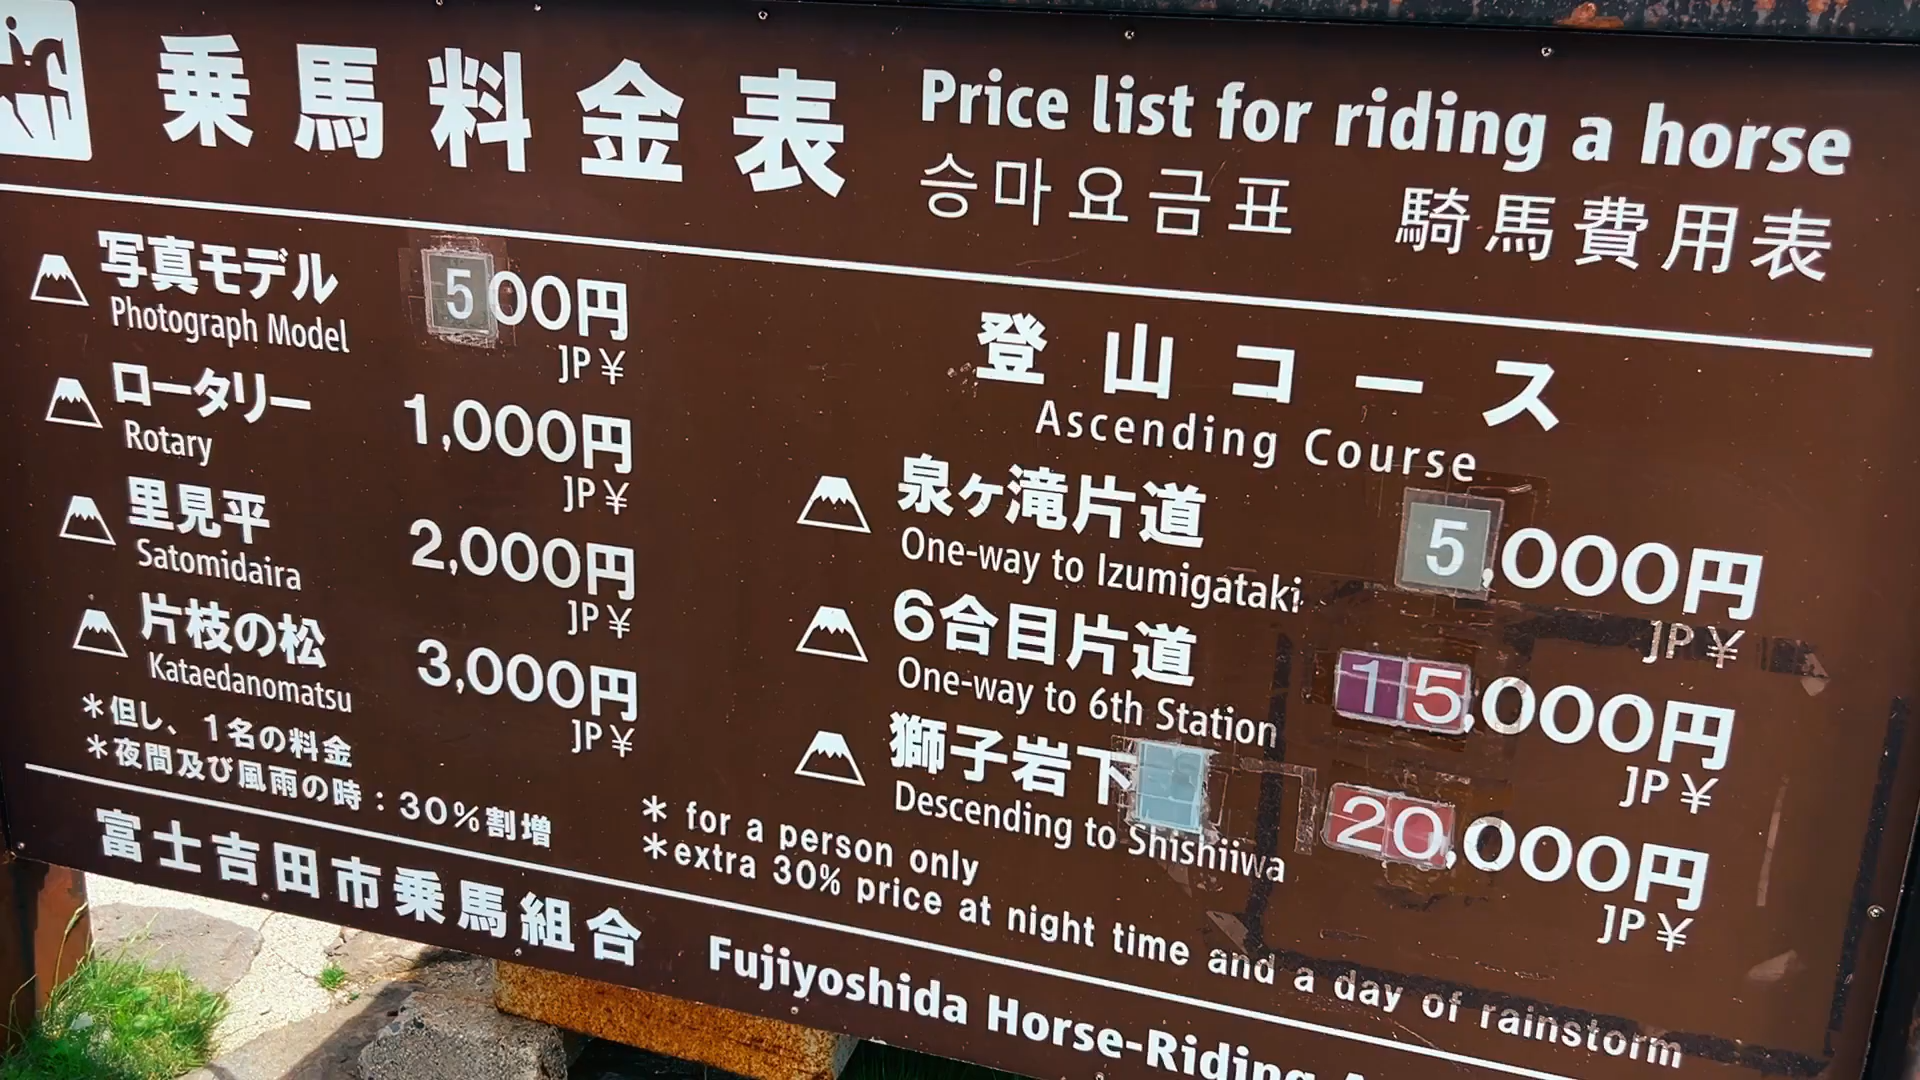 乗馬料金表
Price list for riding a horse
승마요금표 騎馬費用表
写真モデル 500円
Photograph Model JP¥
ロータリー 1,000円
Rotary JP¥
里見平 2,000円
Satomidaira JP¥
片枝の松 3,000円
Kataedanomatsu JP¥
＊但し、1名の料金
＊夜間及び風雨の時：30%割増
登山コース
Ascending Course
泉ヶ滝片道 5,000円
One-way to Izumigataki JP¥
6合目片道 15,000円
One-way to 6th Station JP¥
獅子岩下 20,000円
Descending to Shishiiwa JP¥
＊ for a person only
＊extra 30% price at night time and a day of rainstorm
富士吉田市乗馬組合 Fujiyoshida Horse-Riding